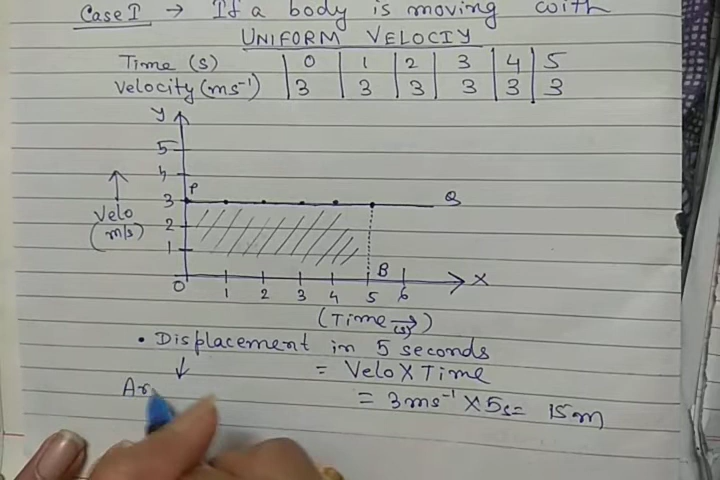 Case I → If a body is moving with
UNIFORM VELOCIY
Time (s) 0 1 2 3 4 5
Velocity (ms⁻¹) 3 3 3 3 3 3
Y
5
4
P
3 Q
Velo 2
(m/s) 1
B
O 1 2 3 4 5 6 X
(Time → (s))
• Displacement in 5 seconds
↓ = Velo X Time
Ar = 3ms⁻¹ X 5s = 15m